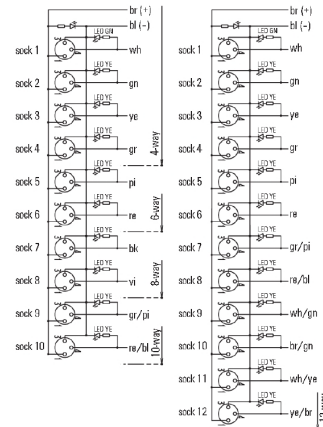 br (+)
bl (−)
LED GN
sock 1 wh
LED YE
sock 2 gn
LED YE
sock 3 ye
LED YE
sock 4 gr
4-way
LED YE
sock 5 pi
LED YE
sock 6 re
6-way
LED YE
sock 7 bk
LED YE
sock 8 vi
8-way
LED YE
sock 9 gr/pi
LED YE
sock 10 re/bl
10-way
br (+)
bl (−)
LED GN
sock 1 wh
LED YE
sock 2 gn
LED YE
sock 3 ye
LED YE
sock 4 gr
LED YE
sock 5 pi
LED YE
sock 6 re
LED YE
sock 7 gr/pi
LED YE
sock 8 re/bl
LED YE
sock 9 wh/gn
LED YE
sock 10 br/gn
LED YE
sock 11 wh/ye
LED YE
sock 12 ye/br
12-way